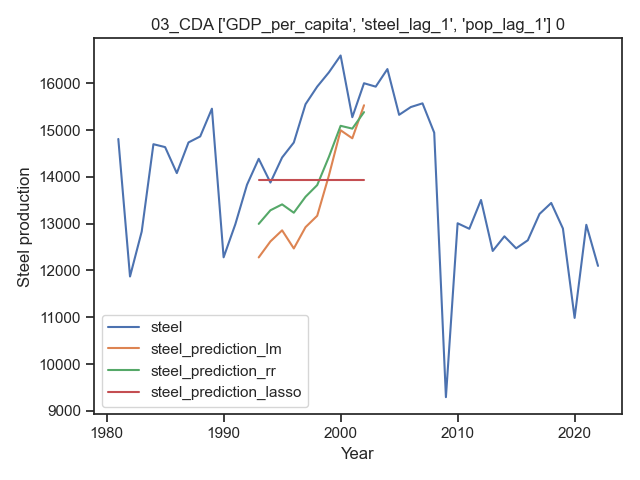 03_CDA ['GDP_per_capita', 'steel_lag_1', 'pop_lag_1'] 0
16000
15000
14000
13000
12000
11000
10000
9000
Steel production
steel
steel_prediction_lm
steel_prediction_rr
steel_prediction_lasso
1980 1990 2000 2010 2020
Year